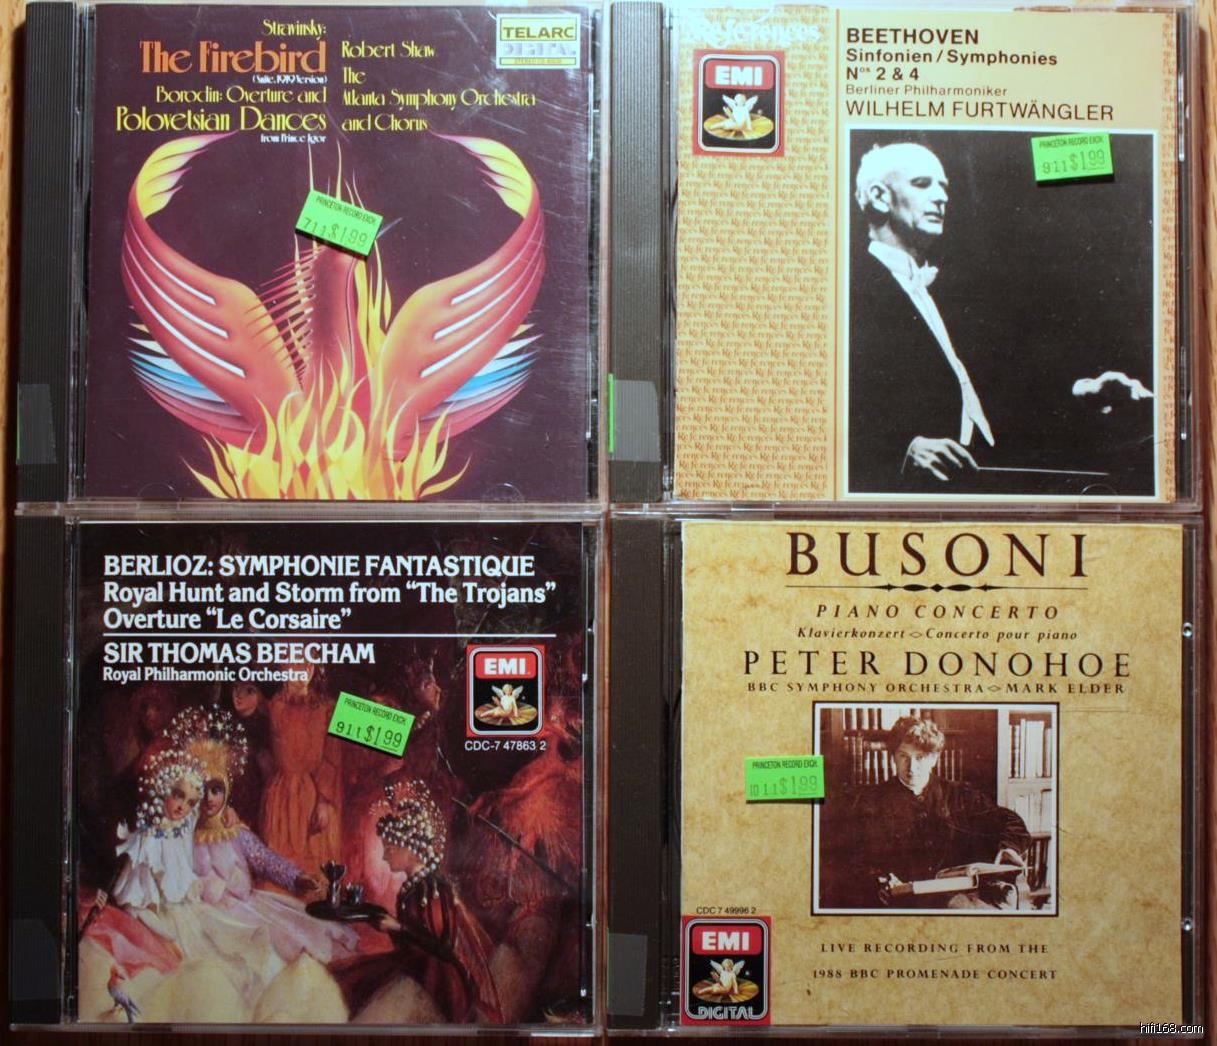 Stravinsky:
The Firebird
(Suite, 1919 Version)
Borodin: Overture and
Polovetsian Dances
from Prince Igor
Robert Shaw
The
Atlanta Symphony Orchestra
and Chorus
TELARC
DIGITAL
PRINCETON RECORD EXCH.
711 $1.99
Références
EMI
BEETHOVEN
Sinfonien/Symphonies
Nos 2 & 4
Berliner Philharmoniker
WILHELM FURTWÄNGLER
PRINCETON RECORD EXCH.
911 $1.99
BERLIOZ: SYMPHONIE FANTASTIQUE
Royal Hunt and Storm from “The Trojans”
Overture “Le Corsaire”
SIR THOMAS BEECHAM
Royal Philharmonic Orchestra
EMI
CDC-7 47863 2
PRINCETON RECORD EXCH.
911 $1.99
BUSONI
PIANO CONCERTO
Klavierkonzert ◇ Concerto pour piano
PETER DONOHOE
BBC SYMPHONY ORCHESTRA ◇ MARK ELDER
PRINCETON RECORD EXCH.
1011 $1.99
CDC 7 49996 2
EMI
DIGITAL
LIVE RECORDING FROM THE
1988 BBC PROMENADE CONCERT
hifi168.com